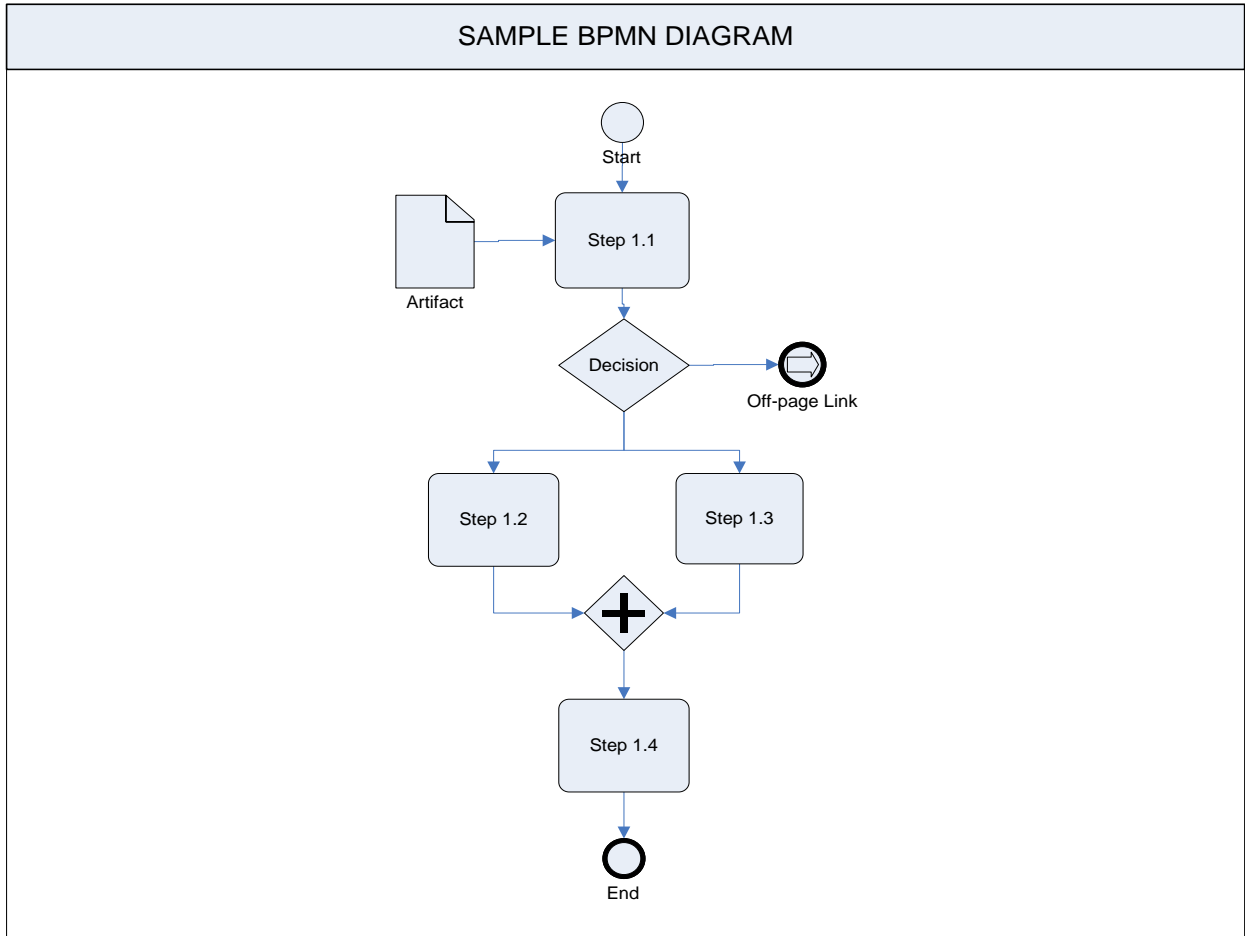 SAMPLE BPMN DIAGRAM
Start
Step 1.1
Artifact
Decision
Off-page Link
Step 1.2
Step 1.3
Step 1.4
End